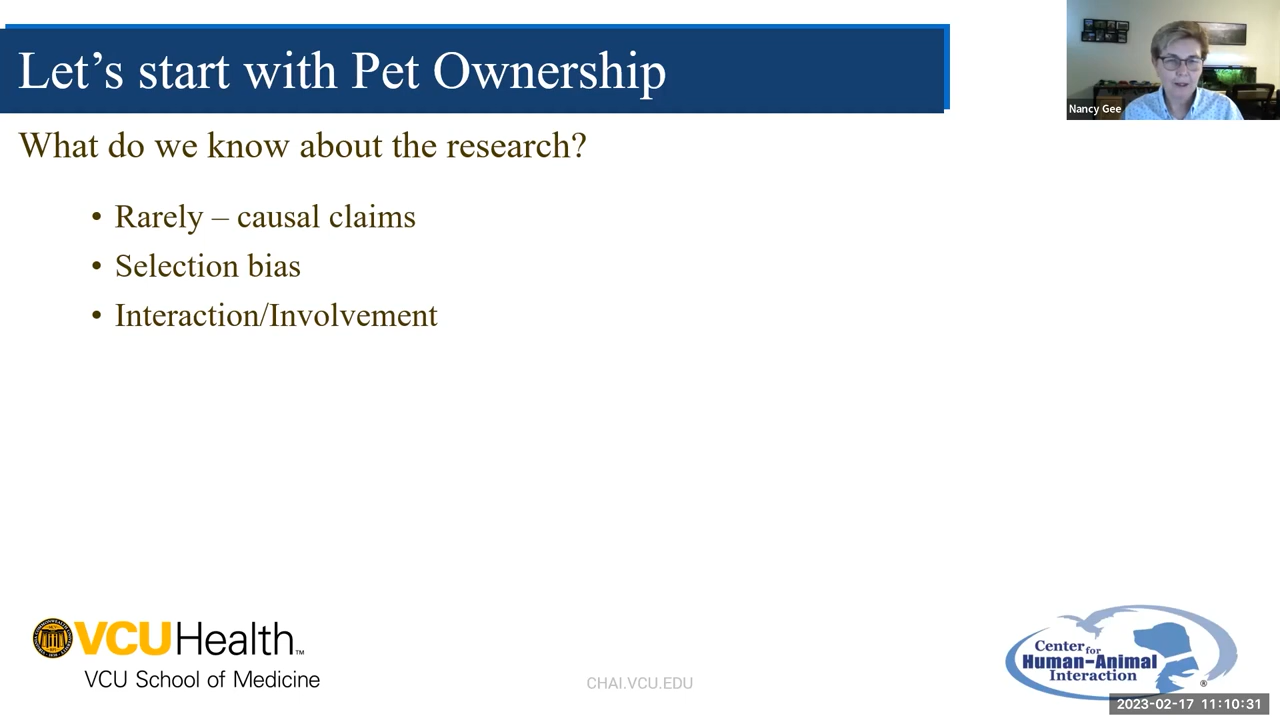 Let’s start with Pet Ownership
Nancy Gee
What do we know about the research?
• Rarely – causal claims
• Selection bias
• Interaction/Involvement
VCU Health™
VCU School of Medicine
CHAI.VCU.EDU
Center for
Human-Animal
Interaction
®
2023-02-17 11:10:31